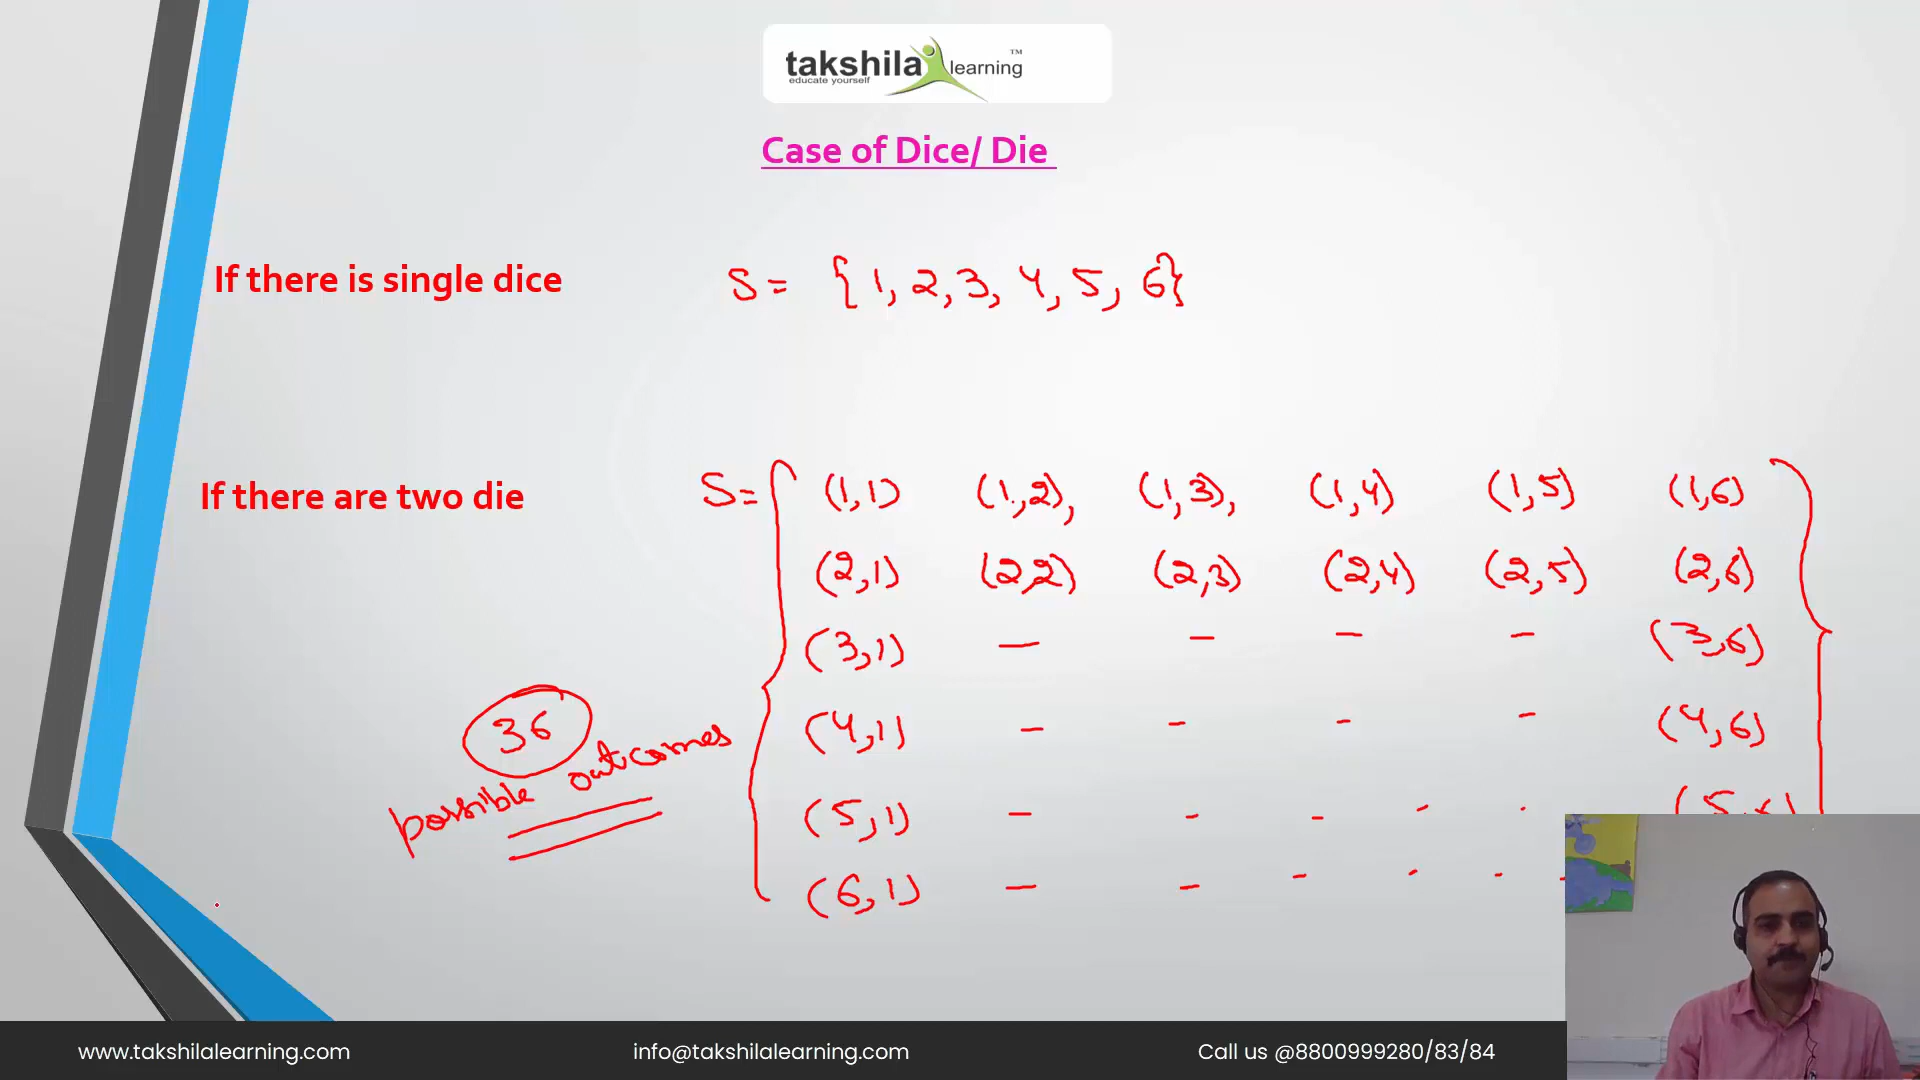 takshila learning ™
educate yourself
Case of Dice/ Die
If there is single dice S = {1, 2, 3, 4, 5, 6}
If there are two die S = { (1,1) (1,2), (1,3), (1,4) (1,5) (1,6) }
(2,1) (2,2) (2,3) (2,4) (2,5) (2,6)
(3,1) — – – – (3,6)
(4,1) – – – – (4,6)
(5,1) – – – - .
(6,1) — – - - -
36
possible outcomes
www.takshilalearning.com info@takshilalearning.com Call us @8800999280/83/84